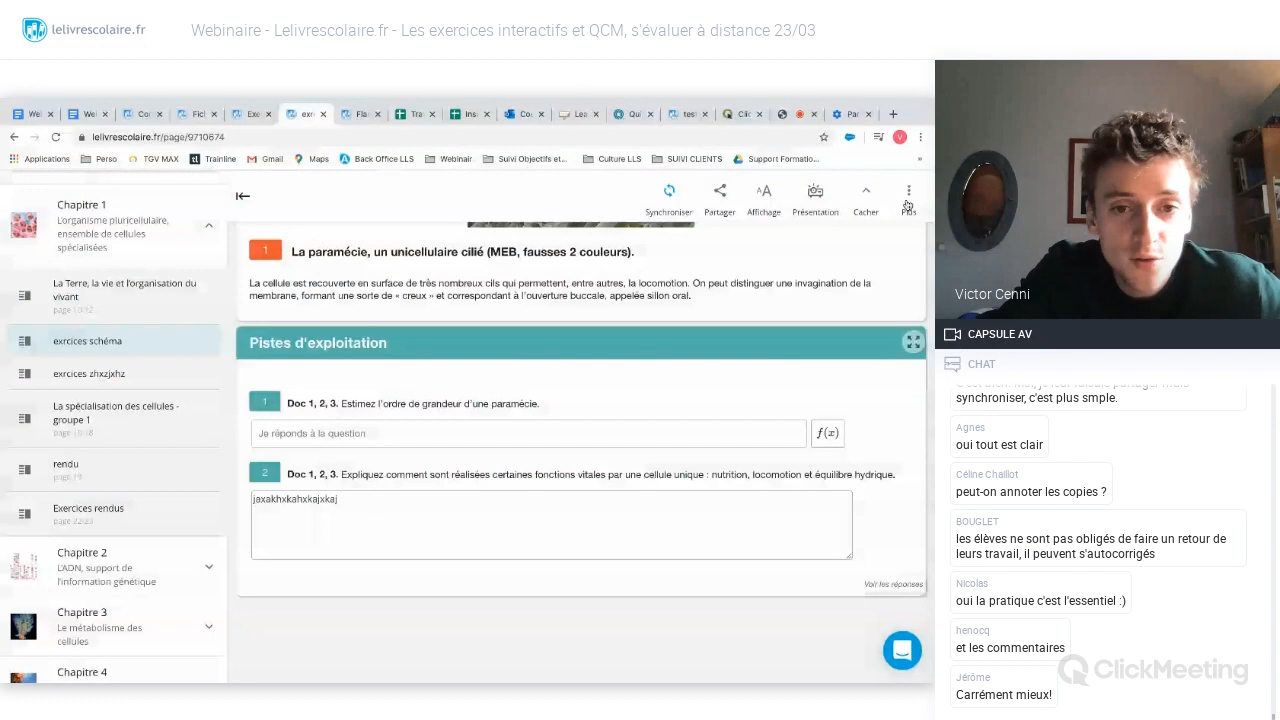 lelivrescolaire.fr
Webinaire - Lelivrescolaire.fr - Les exercices interactifs et QCM, s'évaluer à distance 23/03
lelivrescolaire.fr/page/9710674
Applications
Perso
TGV MAX
Trainline
Gmail
Maps
Back Office LLS
Webinair
Suivi Objectifs et...
Culture LLS
SUIVI CLIENTS
Support Formatio...
Chapitre 1
L'organisme pluricellulaire,
ensemble de cellules
spécialisées
La Terre, la vie et l'organisation du
vivant
page 10/12
exrcices schéma
exrcices zhxzjxhz
La spécialisation des cellules -
groupe 1
rendu
page 19
Exercices rendus
page 22-23
Chapitre 2
L'ADN, support de
l'information génétique
Chapitre 3
Le métabolisme des
cellules
Chapitre 4
Synchroniser
Partager
Affichage
Présentation
Cacher
Plus
1
La paramécie, un unicellulaire cilié (MEB, fausses 2 couleurs).
La cellule est recouverte en surface de très nombreux cils qui permettent, entre autres, la locomotion. On peut distinguer une invagination de la
membrane, formant une sorte de « creux » et correspondant à l'ouverture buccale, appelée sillon oral.
Pistes d'exploitation
1
Doc 1, 2, 3. Estimez l'ordre de grandeur d'une paramécie.
Je réponds à la question
f(x)
2
Doc 1, 2, 3. Expliquez comment sont réalisées certaines fonctions vitales par une cellule unique : nutrition, locomotion et équilibre hydrique.
jaxakhxkahxkajxkaj
Voir les réponses
Victor Cenni
CAPSULE AV
CHAT
synchroniser, c'est plus smple.
Agnes
oui tout est clair
Céline Chaillot
peut-on annoter les copies ?
BOUGLET
les élèves ne sont pas obligés de faire un retour de
leurs travail, il peuvent s'autocorrigés
Nicolas
oui la pratique c'est l'essentiel :)
henocq
et les commentaires
Jérôme
Carrément mieux!
ClickMeeting